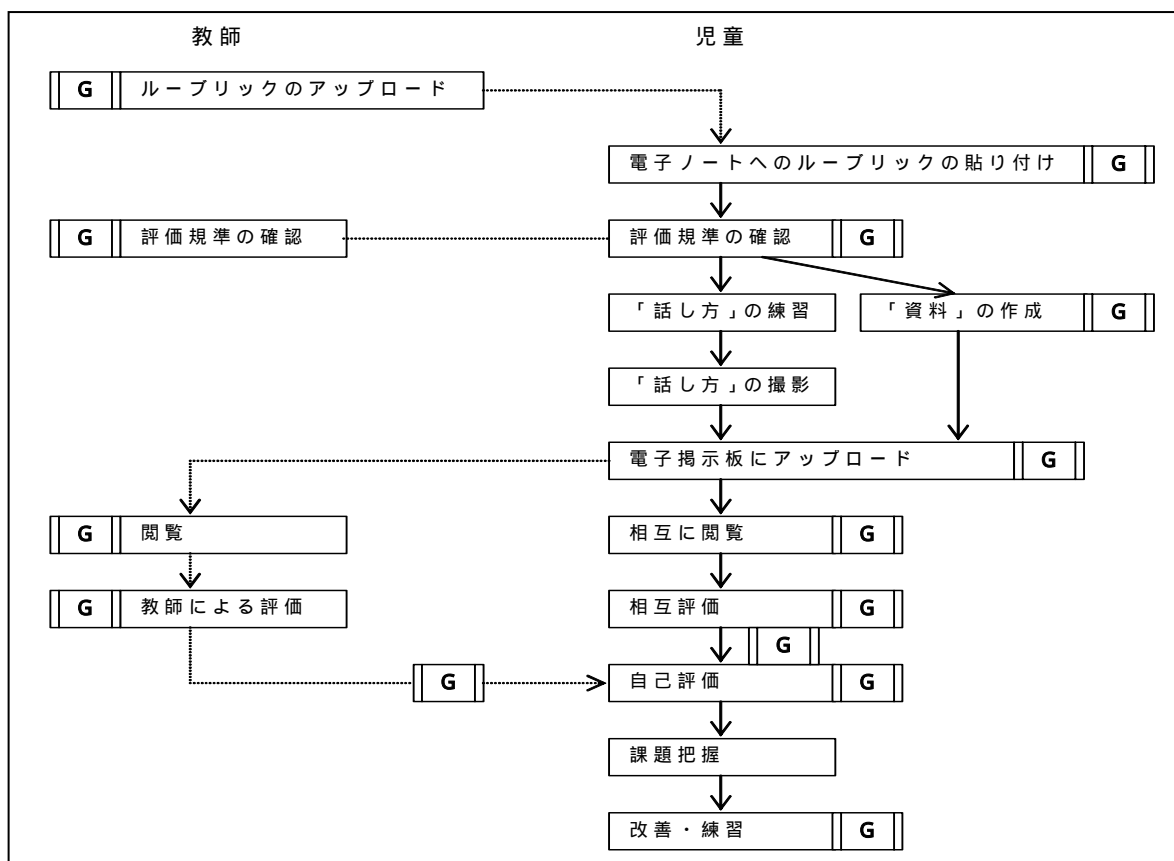 教師 児童
G ルーブリックのアップロード
電子ノートへのルーブリックの貼り付け G
G 評価規準の確認 評価規準の確認 G
「話し方」の練習 「資料」の作成 G
「話し方」の撮影
電子掲示板にアップロード G
G 閲覧 相互に閲覧 G
G 教師による評価 相互評価 G
G
G 自己評価 G
課題把握
改善・練習 G